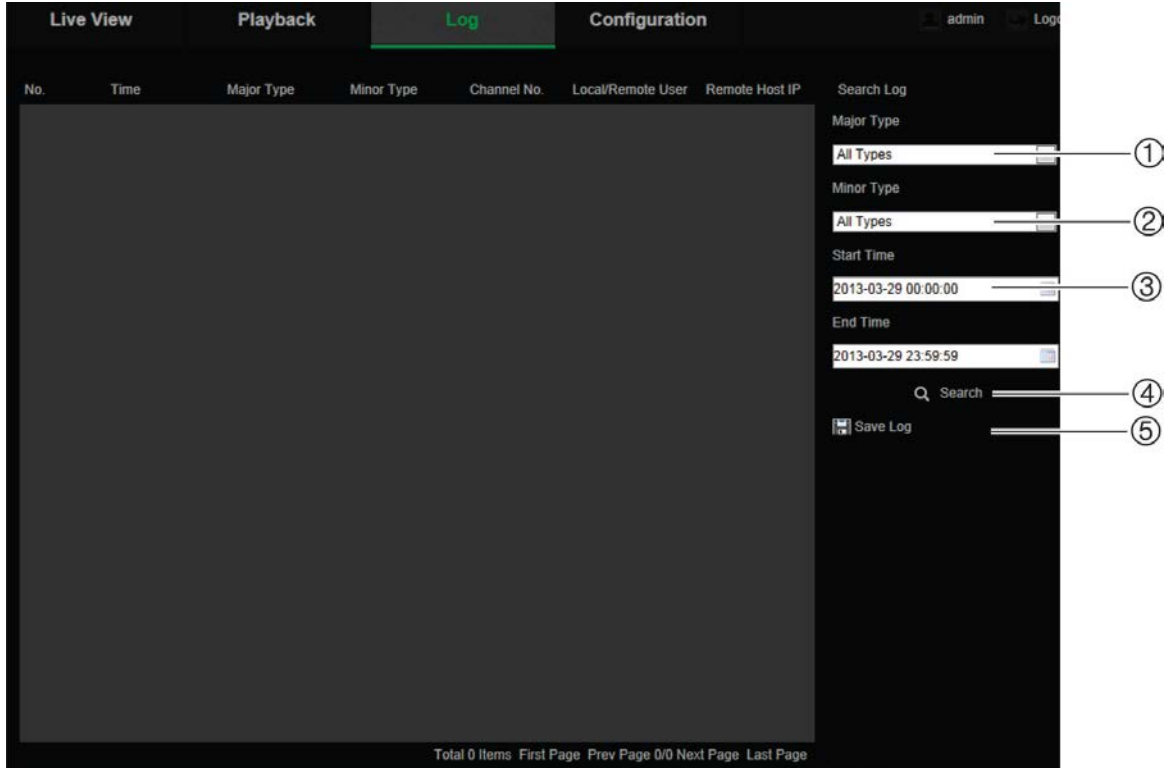 Live View Playback Log Configuration admin
No. Time Major Type Minor Type Channel No. Local/Remote User Remote Host IP Search Log
Major Type
All Types ①
Minor Type
All Types ②
Start Time
2013-03-29 00:00:00 ③
End Time
2013-03-29 23:59:59
Search ④
Save Log ⑤
Total 0 Items First Page Prev Page 0/0 Next Page Last Page